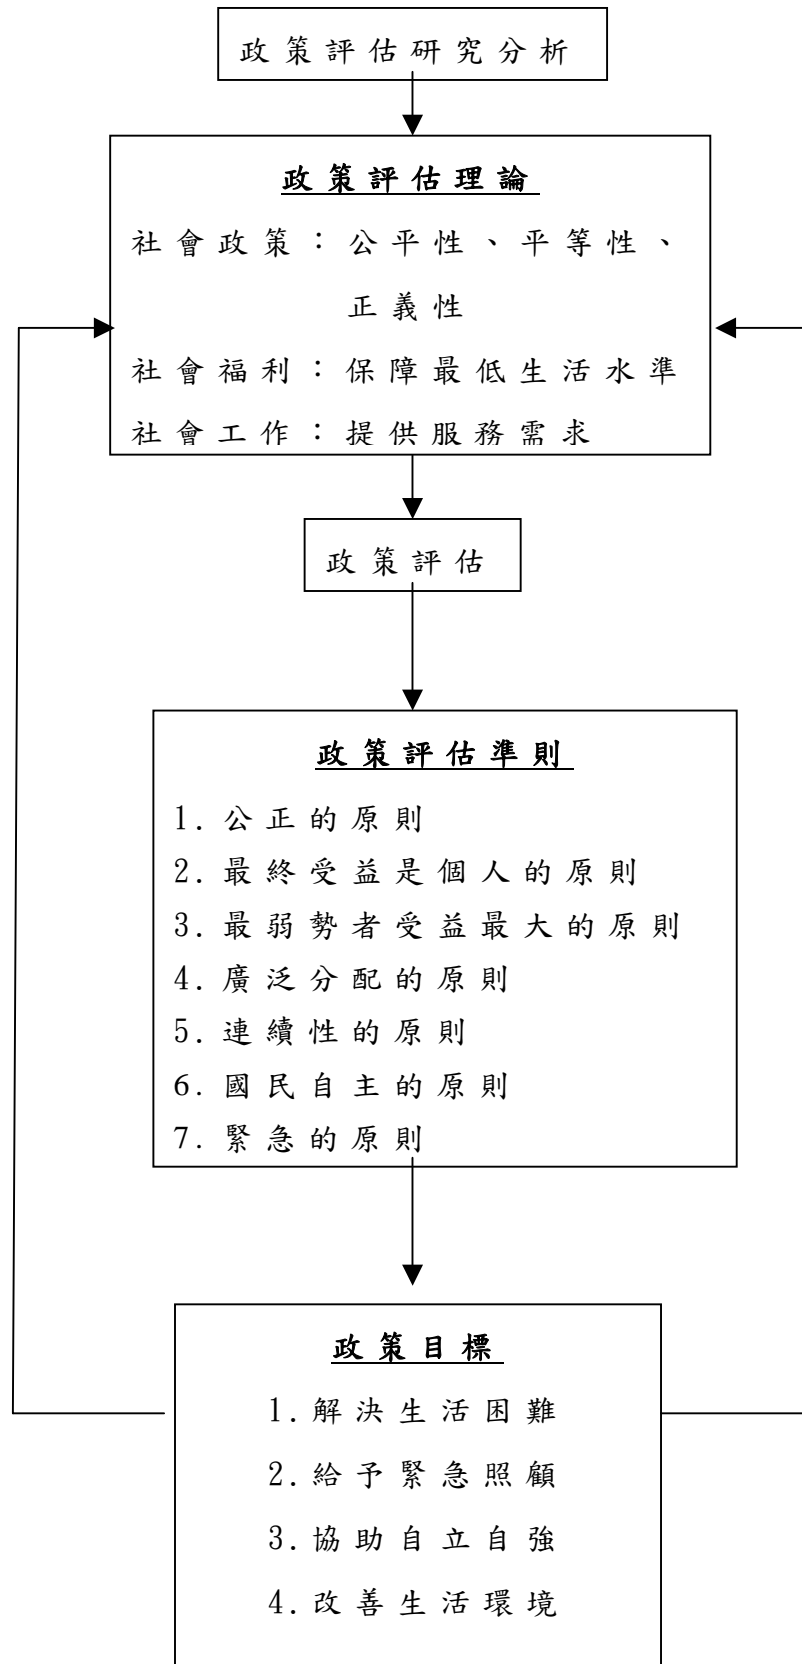 政策評估研究分析
政策評估理論
社會政策：公平性、平等性、
正義性
社會福利：保障最低生活水準
社會工作：提供服務需求
政策評估
政策評估準則
1.公正的原則
2.最終受益是個人的原則
3.最弱勢者受益最大的原則
4.廣泛分配的原則
5.連續性的原則
6.國民自主的原則
7.緊急的原則
政策目標
1.解決生活困難
2.給予緊急照顧
3.協助自立自強
4.改善生活環境